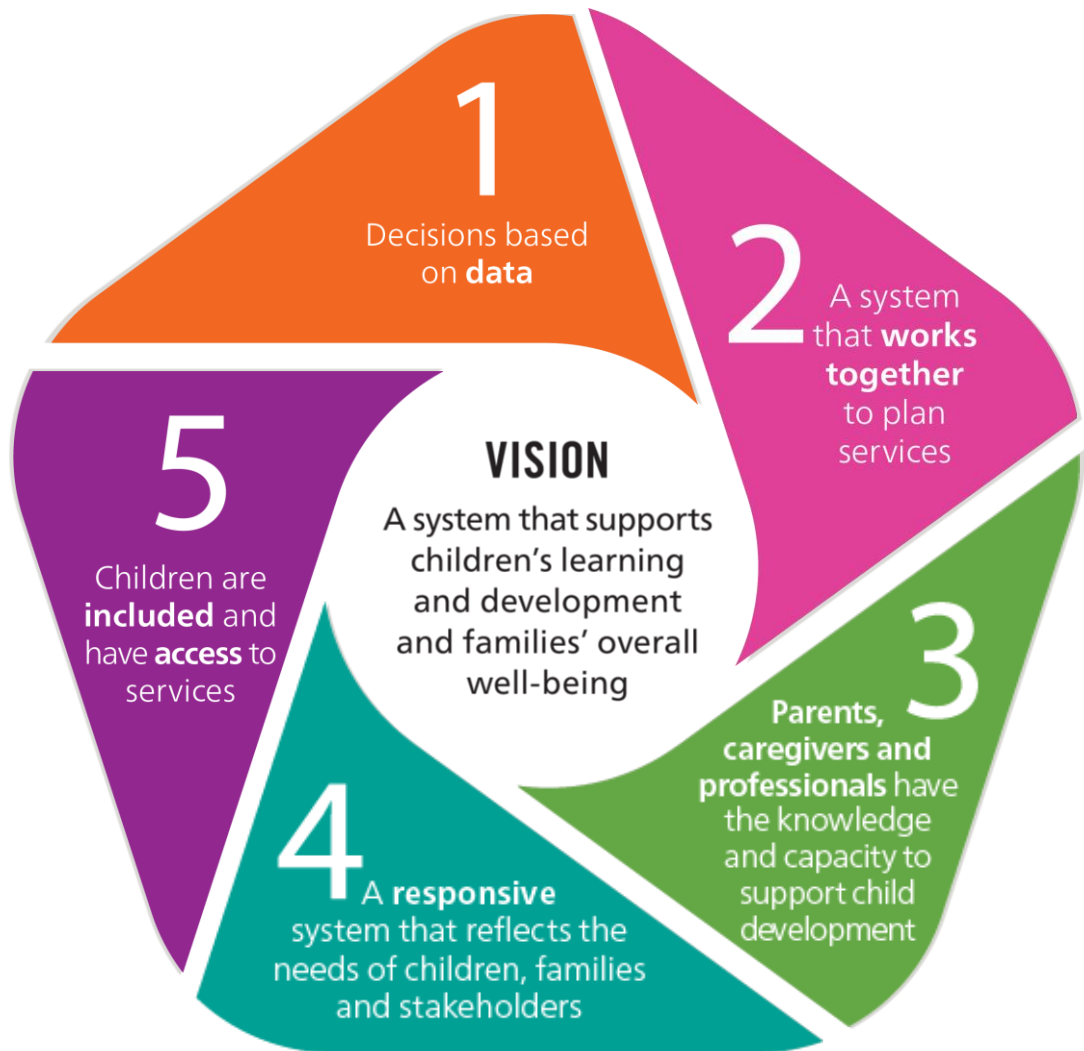 1
Decisions based
on data
2
A system
that works
together
to plan
services
3
Parents,
caregivers and
professionals have
the knowledge
and capacity to
support child
development
4
A responsive
system that reflects the
needs of children, families
and stakeholders
5
Children are
included and
have access to
services
VISION
A system that supports
children’s learning
and development
and families’ overall
well-being